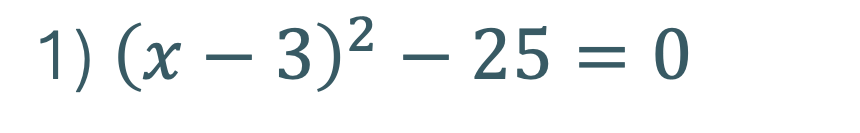 1) (x − 3)² − 25 = 0